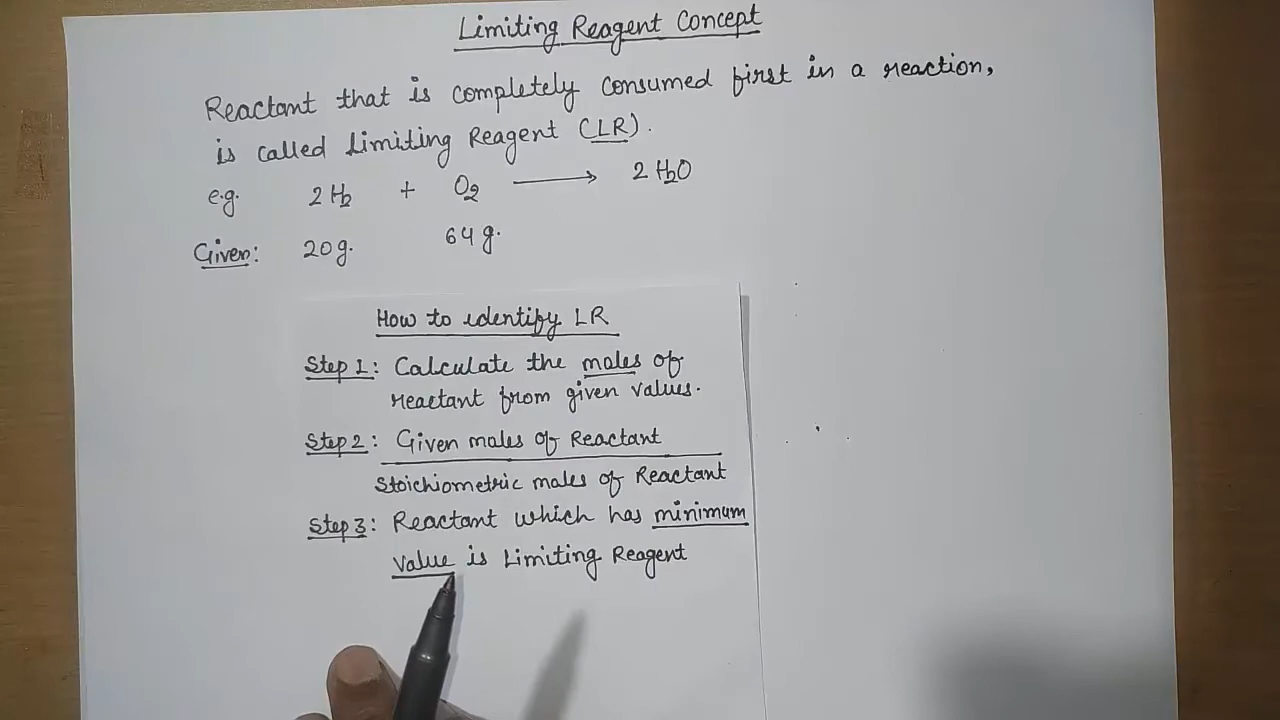 Limiting Reagent Concept
Reactant that is completely consumed first in a reaction,
is called Limiting Reagent (LR).
e.g. 2H₂ + O₂ ⟶ 2H₂O
Given: 20g. 64g.
How to identify LR
Step 1: Calculate the moles of
reactant from given values.
Step 2: Given moles of Reactant
Stoichiometric moles of Reactant
Step 3: Reactant which has minimum
value is Limiting Reagent